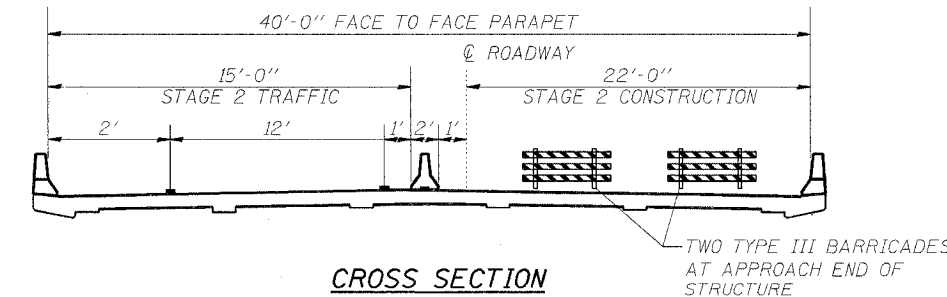 40'-0" FACE TO FACE PARAPET
℄ ROADWAY
15'-0"
STAGE 2 TRAFFIC
22'-0"
STAGE 2 CONSTRUCTION
2'
12'
1'
2'
1'
TWO TYPE III BARRICADES
AT APPROACH END OF
STRUCTURE
CROSS SECTION